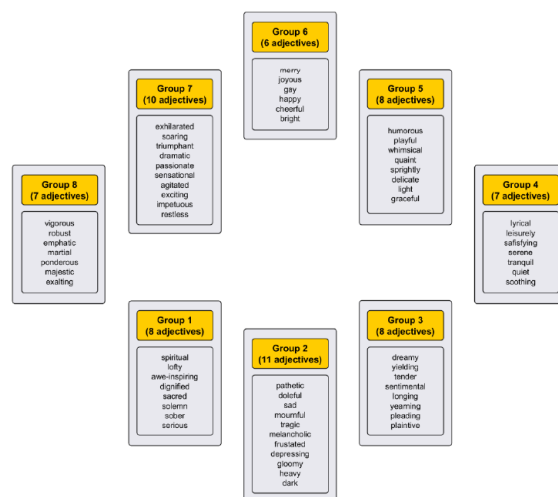 Group 6
(6 adjectives)
merry
joyous
gay
happy
cheerful
bright
Group 7
(10 adjectives)
exhilarated
soaring
triumphant
dramatic
passionate
sensational
agitated
exciting
impetuous
restless
Group 5
(8 adjectives)
humorous
playful
whimsical
quaint
sprightly
delicate
light
graceful
Group 8
(7 adjectives)
vigorous
robust
emphatic
martial
ponderous
majestic
exalting
Group 4
(7 adjectives)
lyrical
leisurely
safisfying
serene
tranquil
quiet
soothing
Group 1
(8 adjectives)
spiritual
lofty
awe-inspiring
dignified
sacred
solemn
sober
serious
Group 2
(11 adjectives)
pathetic
doleful
sad
mournful
tragic
melancholic
frustated
depressing
gloomy
heavy
dark
Group 3
(8 adjectives)
dreamy
yielding
tender
sentimental
longing
yearning
pleading
plaintive